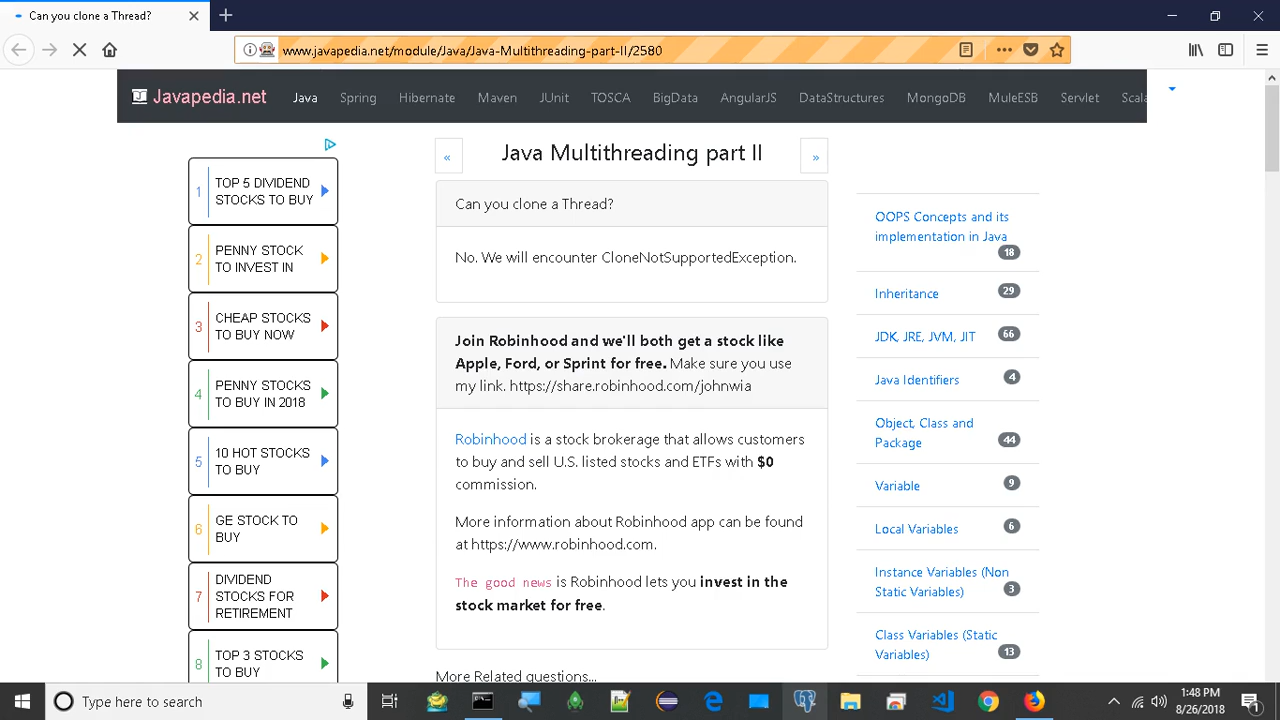 Can you clone a Thread?
www.javapedia.net/module/Java/Java-Multithreading-part-II/2580
Javapedia.net Java Spring Hibernate Maven JUnit TOSCA BigData AngularJS DataStructures MongoDB MuleESB Servlet Scala
« Java Multithreading part II »
Can you clone a Thread?
No. We will encounter CloneNotSupportedException.
Join Robinhood and we'll both get a stock like
Apple, Ford, or Sprint for free. Make sure you use
my link. https://share.robinhood.com/johnwia
Robinhood is a stock brokerage that allows customers
to buy and sell U.S. listed stocks and ETFs with $0
commission.
More information about Robinhood app can be found
at https://www.robinhood.com.
The good news is Robinhood lets you invest in the
stock market for free.
More Related questions...
1 TOP 5 DIVIDEND
STOCKS TO BUY
2 PENNY STOCK
TO INVEST IN
3 CHEAP STOCKS
TO BUY NOW
4 PENNY STOCKS
TO BUY IN 2018
5 10 HOT STOCKS
TO BUY
6 GE STOCK TO
BUY
7 DIVIDEND
STOCKS FOR
RETIREMENT
8 TOP 3 STOCKS
TO BUY
OOPS Concepts and its
implementation in Java
18
Inheritance 29
JDK, JRE, JVM, JIT 66
Java Identifiers 4
Object, Class and
Package 44
Variable 9
Local Variables 6
Instance Variables (Non
Static Variables) 3
Class Variables (Static
Variables) 13
Type here to search
1:48 PM
8/26/2018
1